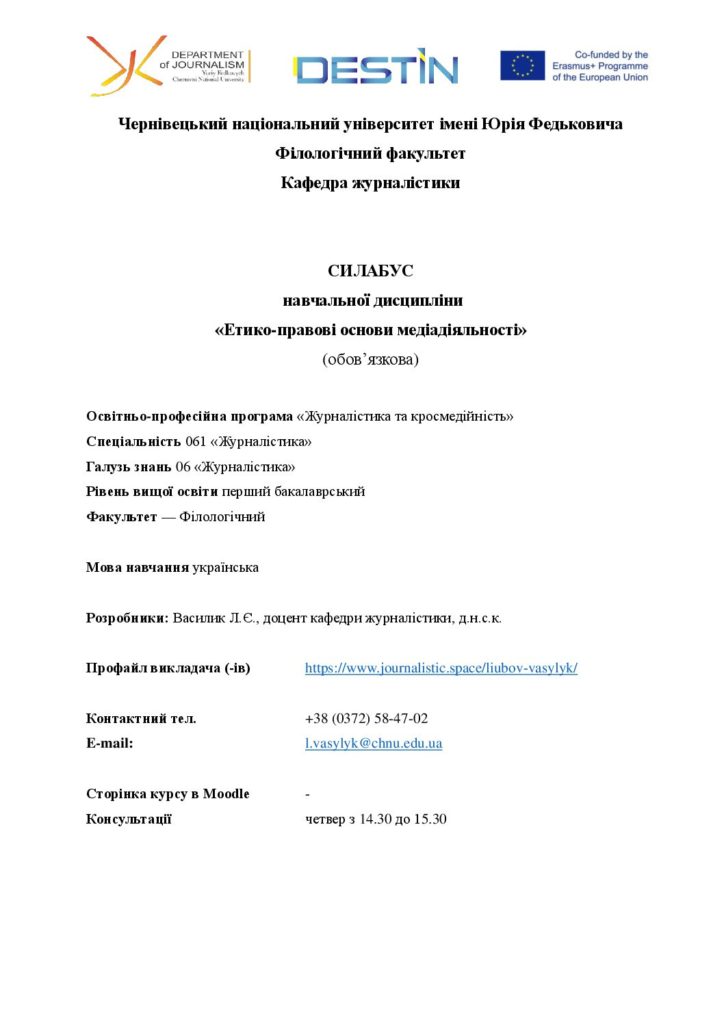 DEPARTMENT
of JOURNALISM
Yuriy Fedkovych
Chernivtsi National University
DESTIN
Co-funded by the
Erasmus+ Programme
of the European Union
Чернівецький національний університет імені Юрія Федьковича
Філологічний факультет
Кафедра журналістики
СИЛАБУС
навчальної дисципліни
«Етико-правові основи медіадіяльності»
(обов’язкова)
Освітньо-професійна програма «Журналістика та кросмедійність»
Спеціальність 061 «Журналістика»
Галузь знань 06 «Журналістика»
Рівень вищої освіти перший бакалаврський
Факультет — Філологічний
Мова навчання українська
Розробники: Василик Л.Є., доцент кафедри журналістики, д.н.с.к.
Профайл викладача (-ів) https://www.journalistic.space/liubov-vasylyk/
Контактний тел. +38 (0372) 58-47-02
E-mail: l.vasylyk@chnu.edu.ua
Сторінка курсу в Moodle -
Консультації четвер з 14.30 до 15.30